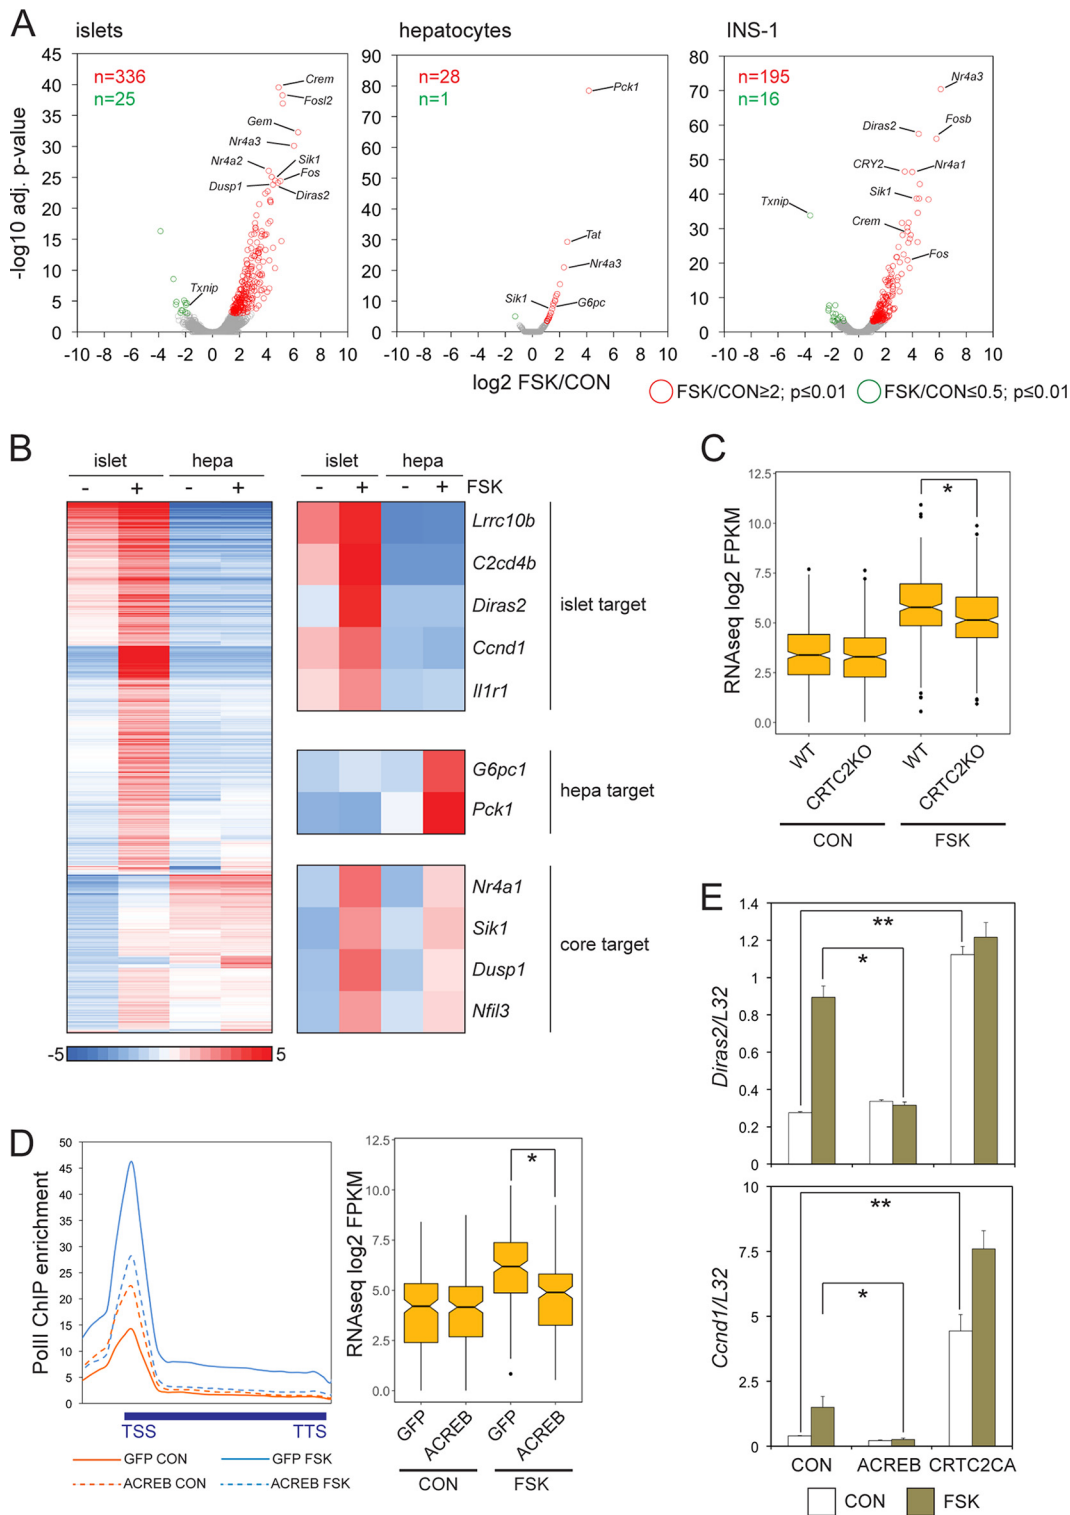 A
islets
hepatocytes
INS-1
-log10 adj. p-value
45
40
35
30
25
20
15
10
5
0
n=336
n=25
Crem
Fosl2
Gem
Nr4a3
Nr4a2
Sik1
Fos
Dusp1
Diras2
Txnip
-10 -8 -6 -4 -2 0 2 4 6 8 10
90
80
70
60
50
40
30
20
10
0
n=28
n=1
Pck1
Tat
Nr4a3
Sik1
G6pc
-10 -8 -6 -4 -2 0 2 4 6 8 10
80
70
60
50
40
30
20
10
0
n=195
n=16
Nr4a3
Diras2
Fosb
CRY2
Nr4a1
Sik1
Txnip
Crem
Fos
-10 -8 -6 -4 -2 0 2 4 6 8 10
log2 FSK/CON
FSK/CON≥2; p≤0.01
FSK/CON≤0.5; p≤0.01
B
islet hepa
- + - +
islet hepa
- + - + FSK
Lrrc10b
C2cd4b
Diras2
Ccnd1
Il1r1
islet target
G6pc1
Pck1
hepa target
Nr4a1
Sik1
Dusp1
Nfil3
core target
-5 5
C
RNAseq log2 FPKM
12.5
10.0
7.5
5.0
2.5
0.0
*
WT
CRTC2KO
WT
CRTC2KO
CON FSK
D
PolII ChIP enrichment
50
45
40
35
30
25
20
15
10
5
0
TSS TTS
GFP CON
GFP FSK
ACREB CON
ACREB FSK
RNAseq log2 FPKM
12.5
10.0
7.5
5.0
2.5
0.0
*
GFP
ACREB
GFP
ACREB
CON FSK
E
Diras2/L32
1.4
1.2
1
0.8
0.6
0.4
0.2
0
**
*
Ccnd1/L32
10
7.5
5
2.5
0
**
*
CON ACREB CRTC2CA
CON FSK